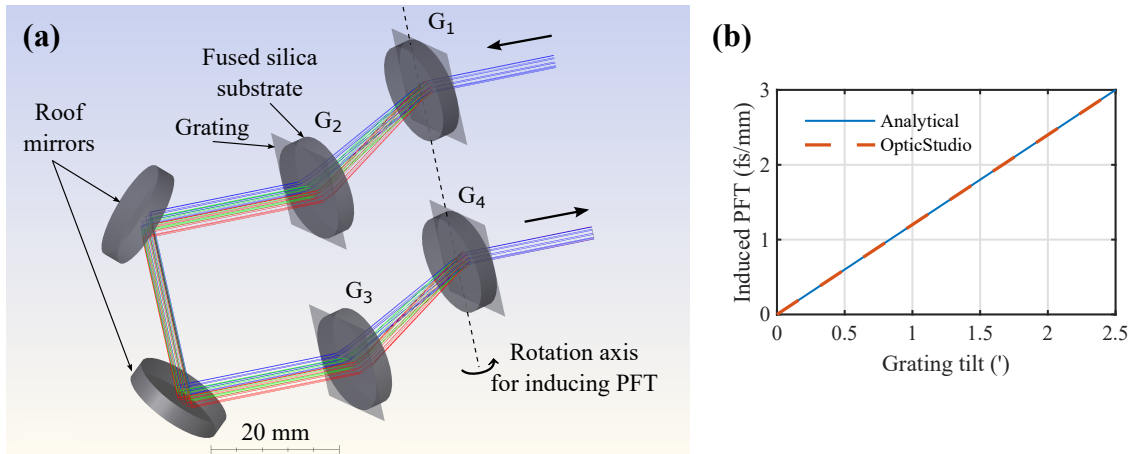 (a)
G₁
Fused silica
substrate
Roof
mirrors
Grating
G₂
G₄
G₃
Rotation axis
for inducing PFT
20 mm
(b)
Induced PFT (fs/mm)
3
2
1
0
Analytical
OpticStudio
0
0.5
1
1.5
2
2.5
Grating tilt (')